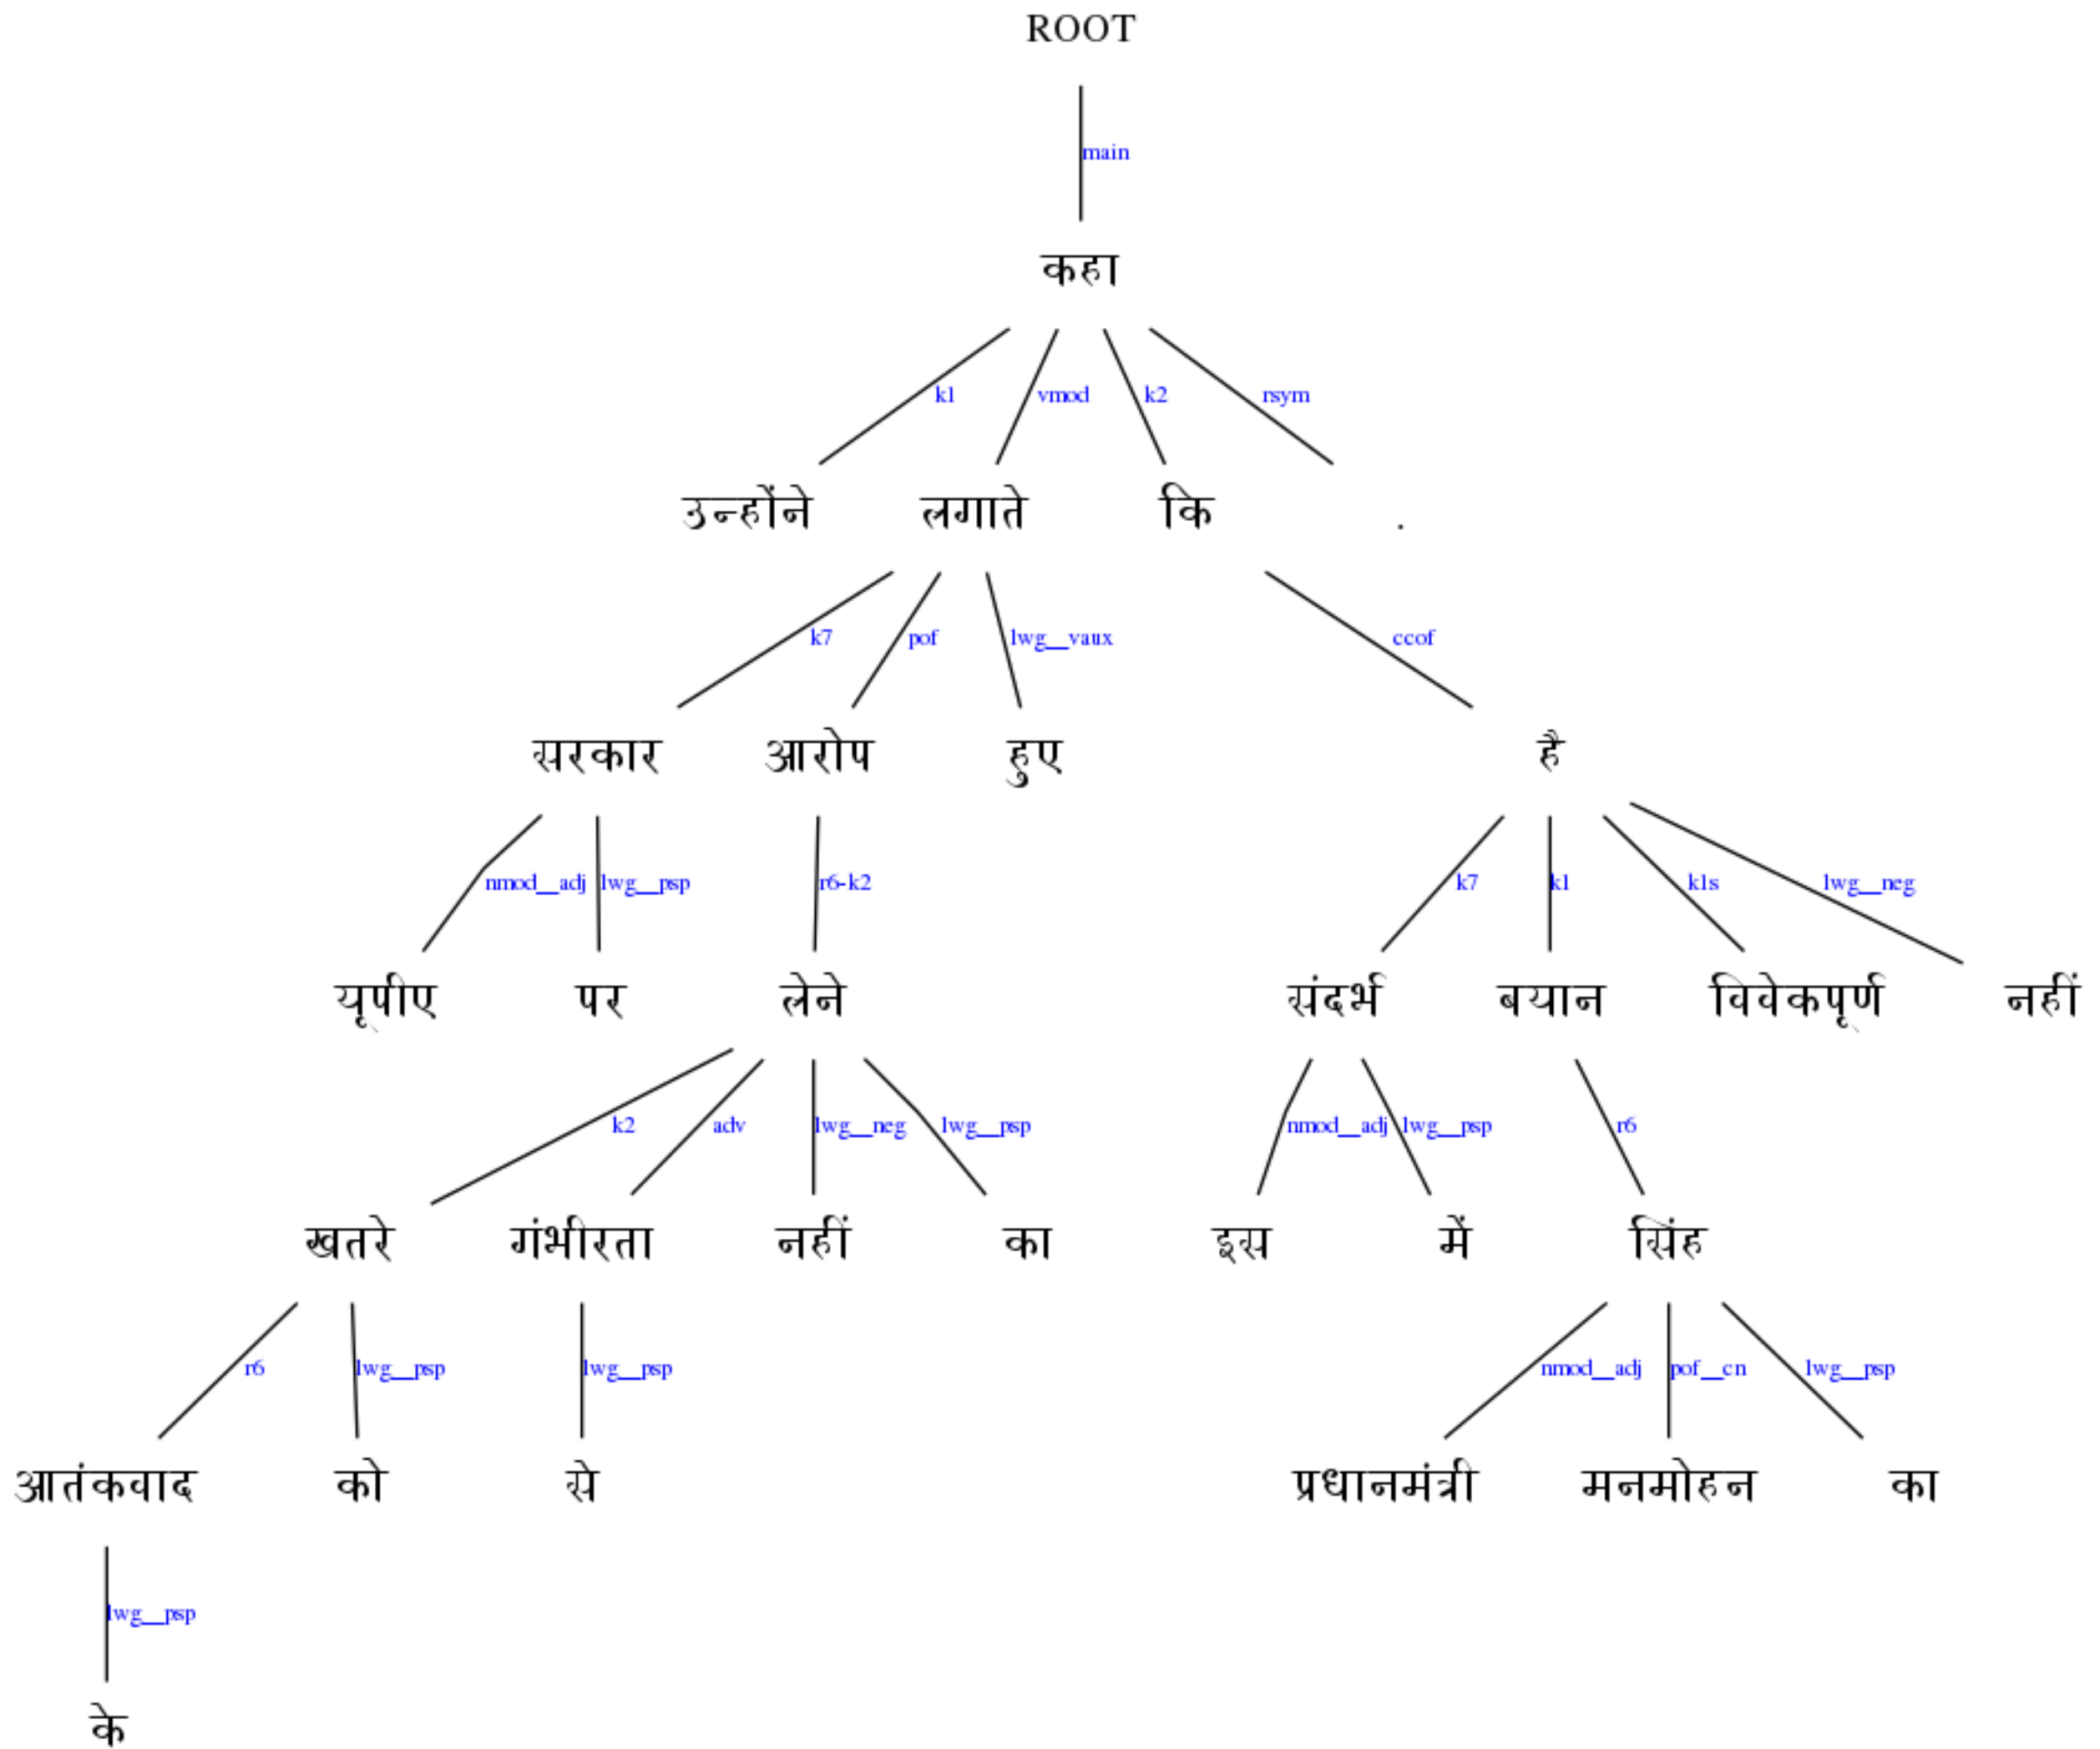 ROOT
main
कहा
k1 vmod k2 rsym
उन्होंने लगाते कि .
k7 pof lwg__vaux ccof
सरकार आरोप हुए है
nmod__adj lwg__psp r6-k2 k7 k1 k1s lwg__neg
यूपीए पर लेने संदर्भ बयान विवेकपूर्ण नहीं
k2 adv lwg__neg lwg__psp nmod__adj lwg__psp r6
खतरे गंभीरता नहीं का इस में सिंह
r6 lwg__psp lwg__psp nmod__adj pof__cn lwg__psp
आतंकवाद को से प्रधानमंत्री मनमोहन का
lwg__psp
के